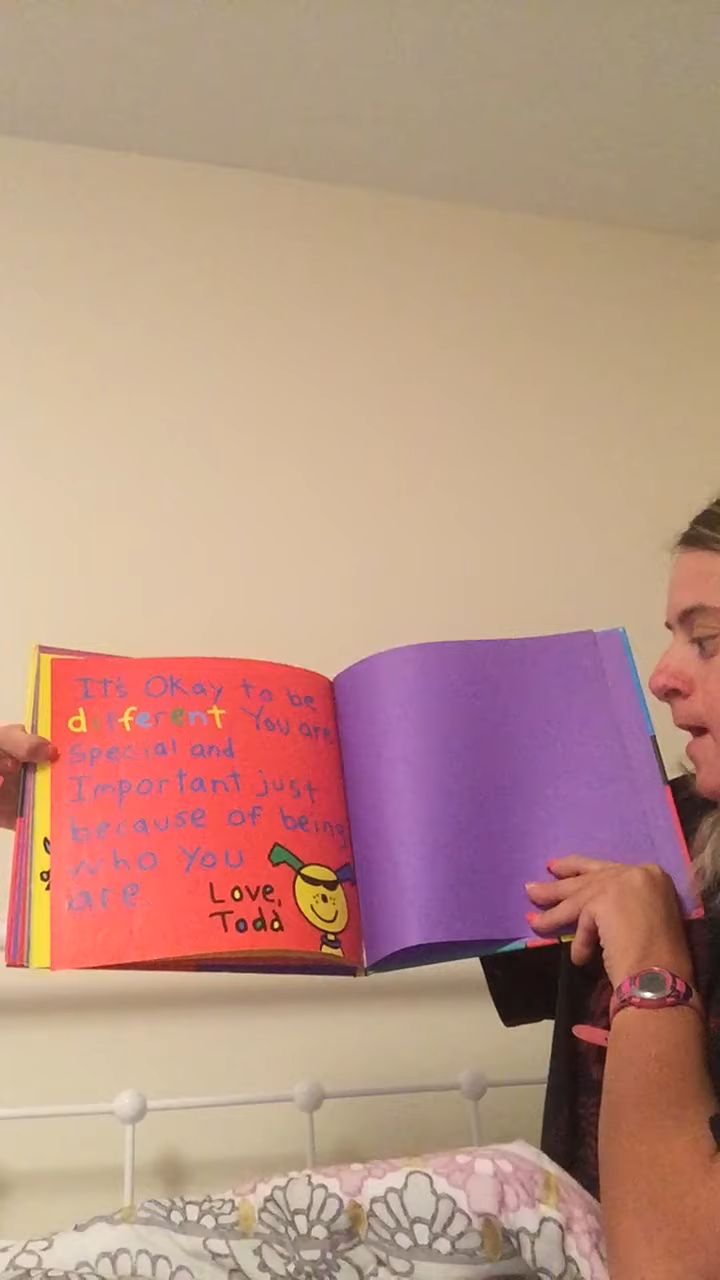 It's Okay to be
different You are
Special and
Important just
because of being
who You
are
Love,
Todd